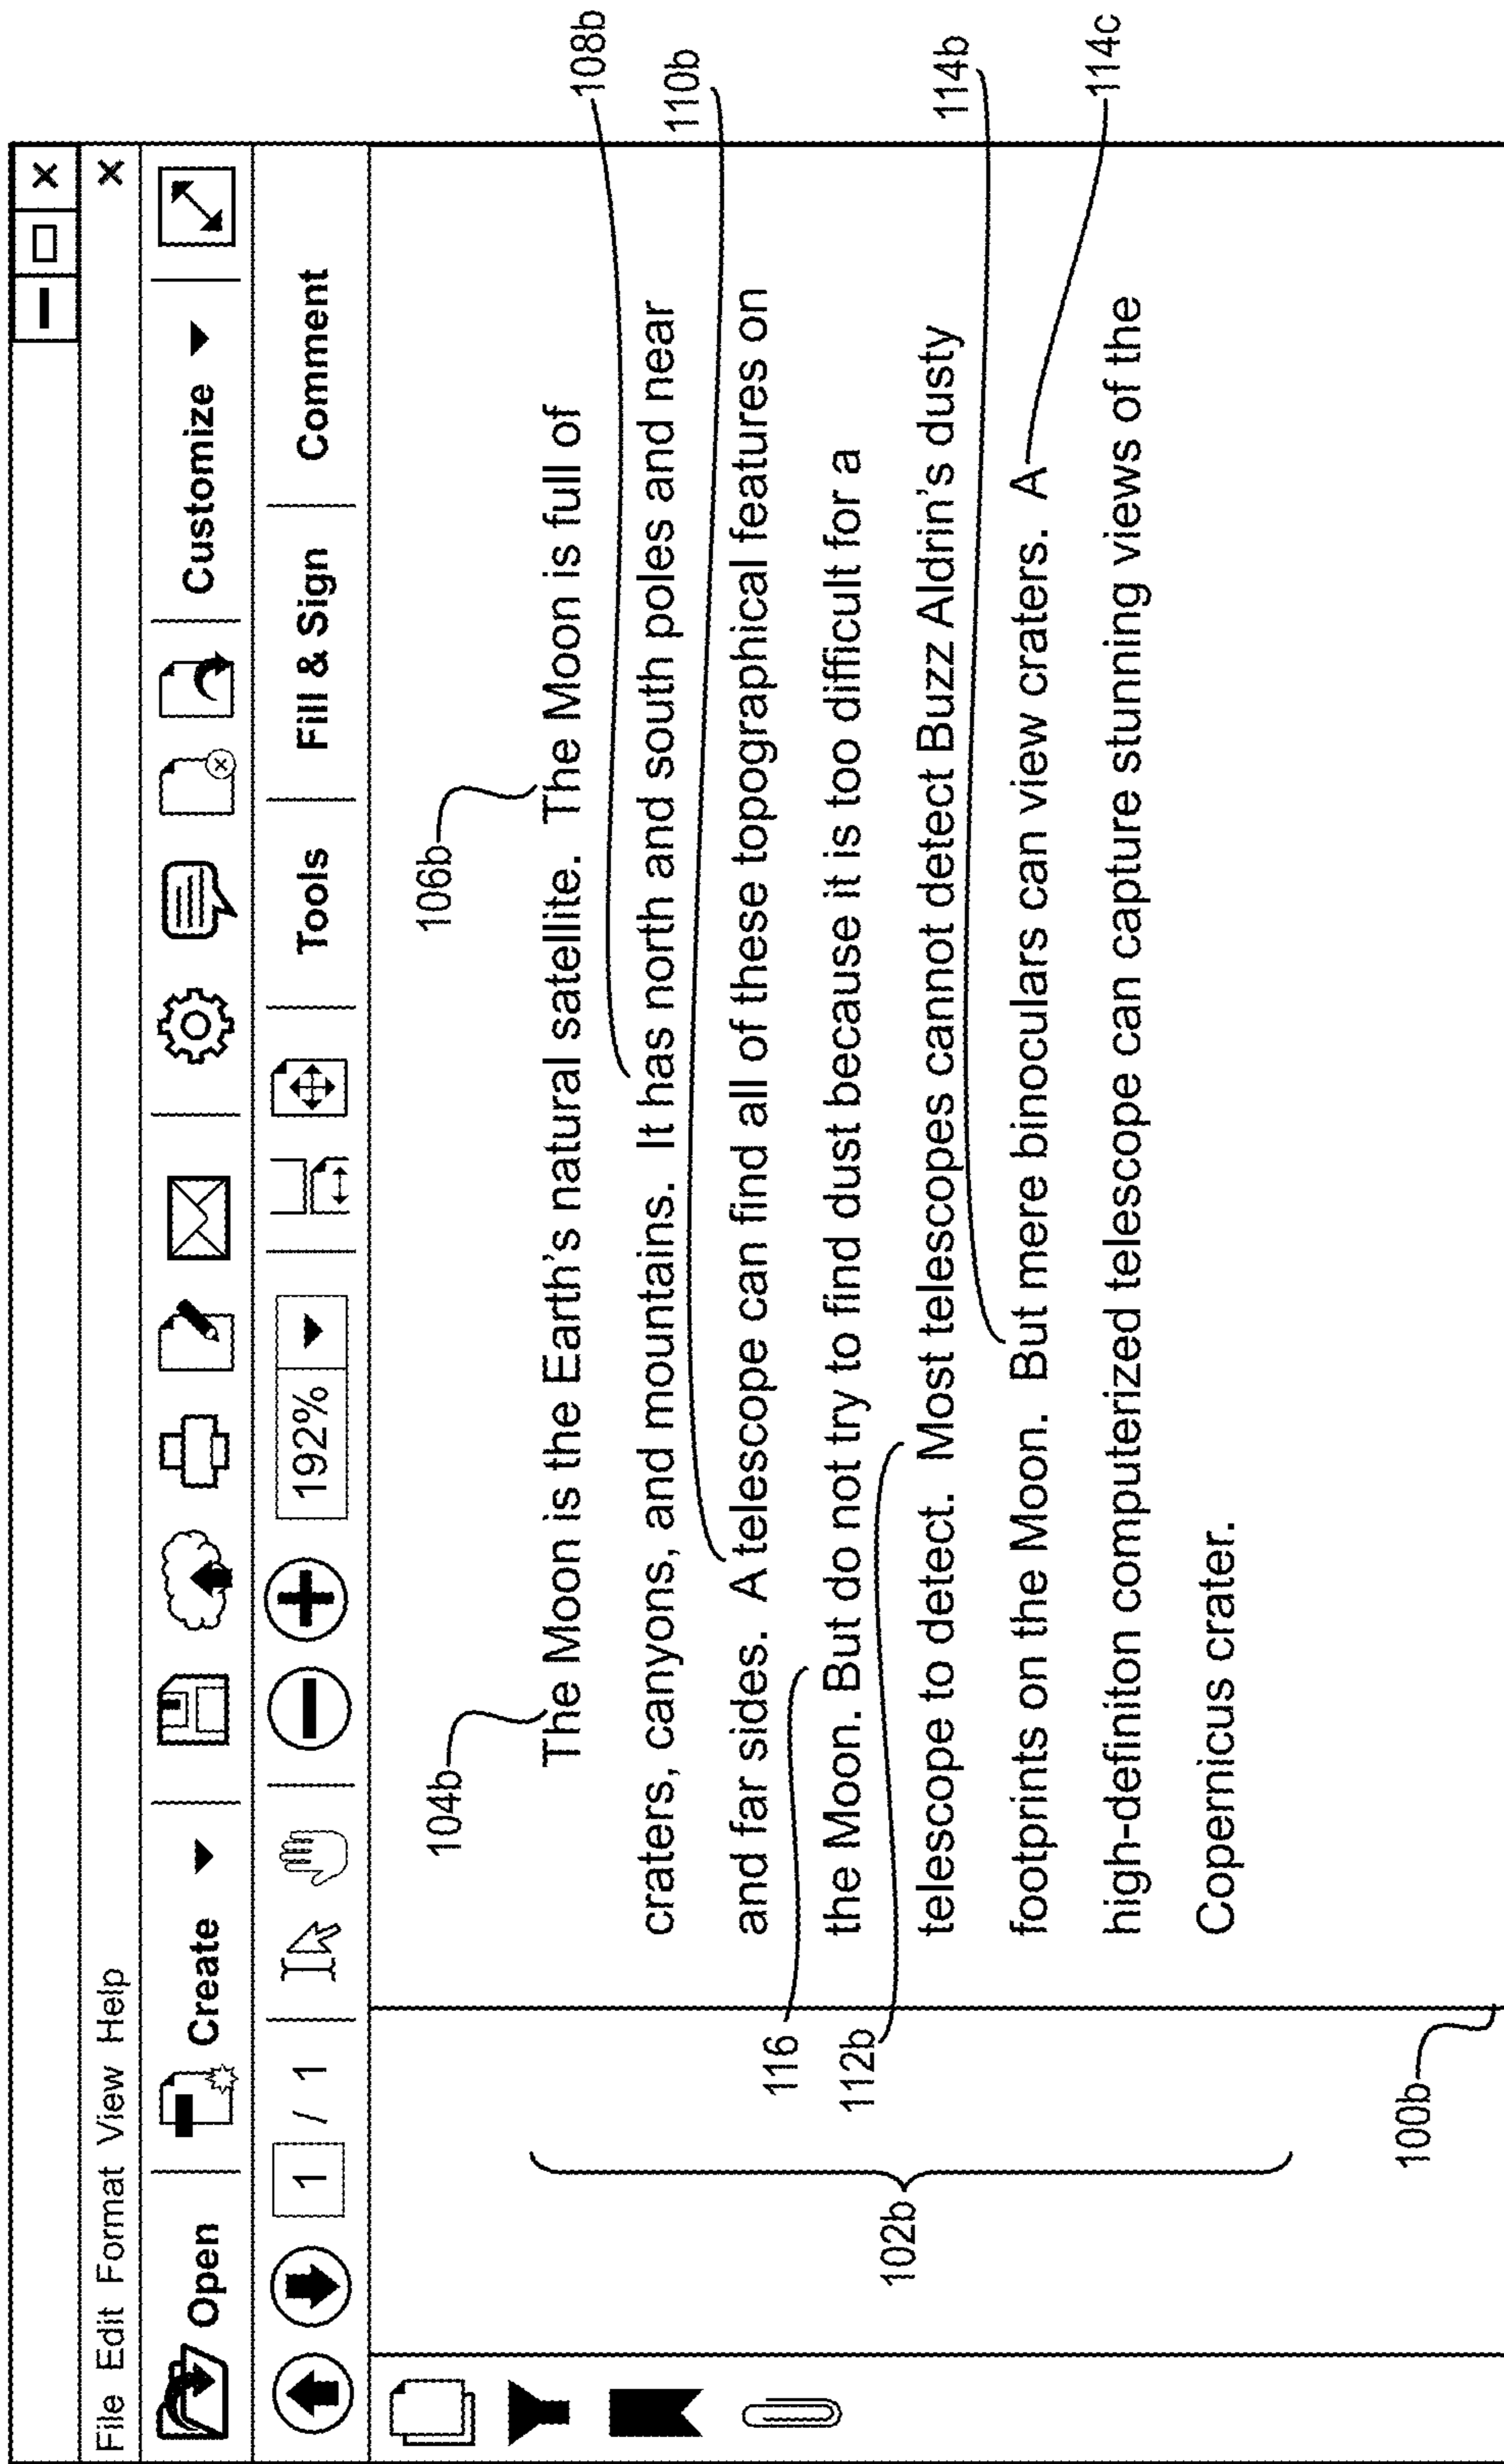 File Edit Format View Help
Open Create Customize
1 / 1 192% Tools Fill & Sign Comment
104b 106b
The Moon is the Earth's natural satellite. The Moon is full of
108b
craters, canyons, and mountains. It has north and south poles and near
110b
and far sides. A telescope can find all of these topographical features on
116
the Moon. But do not try to find dust because it is too difficult for a
112b
telescope to detect. Most telescopes cannot detect Buzz Aldrin's dusty
102b
114b
footprints on the Moon. But mere binoculars can view craters. A
114c
high-definiton computerized telescope can capture stunning views of the
Copernicus crater.
100b